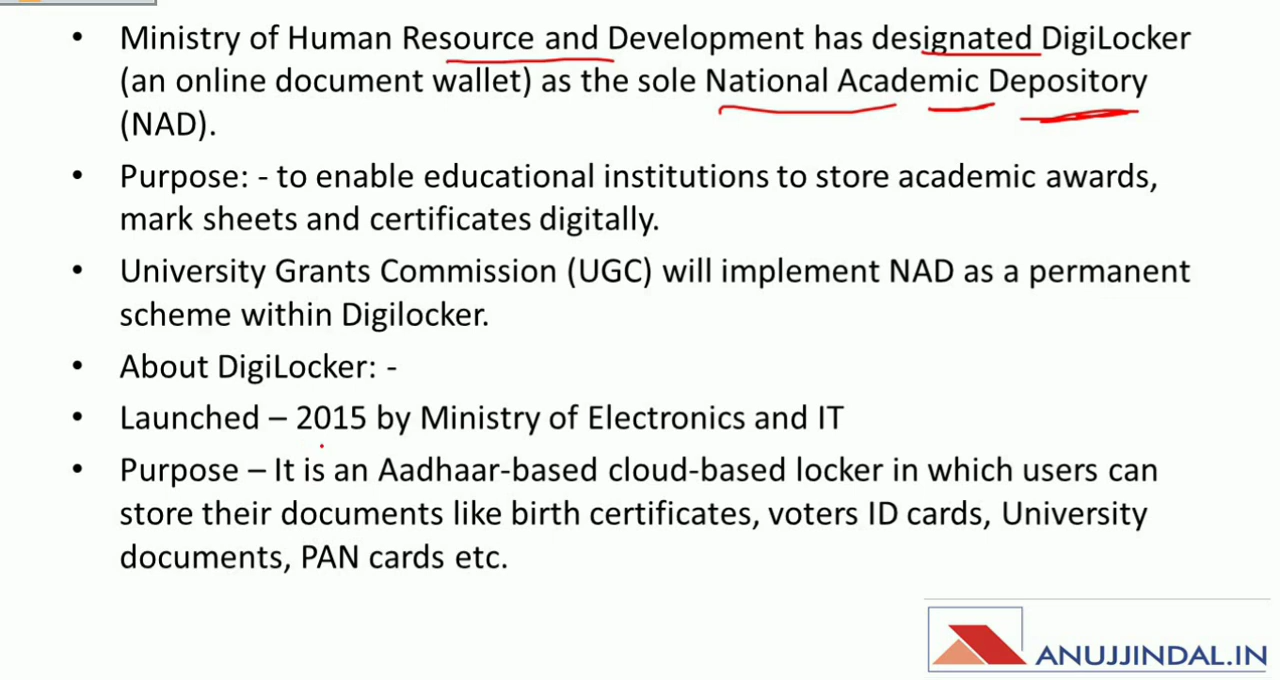 • Ministry of Human Resource and Development has designated DigiLocker
(an online document wallet) as the sole National Academic Depository
(NAD).
• Purpose: - to enable educational institutions to store academic awards,
mark sheets and certificates digitally.
• University Grants Commission (UGC) will implement NAD as a permanent
scheme within Digilocker.
• About DigiLocker: -
• Launched – 2015 by Ministry of Electronics and IT
• Purpose – It is an Aadhaar-based cloud-based locker in which users can
store their documents like birth certificates, voters ID cards, University
documents, PAN cards etc.
ANUJJINDAL.IN